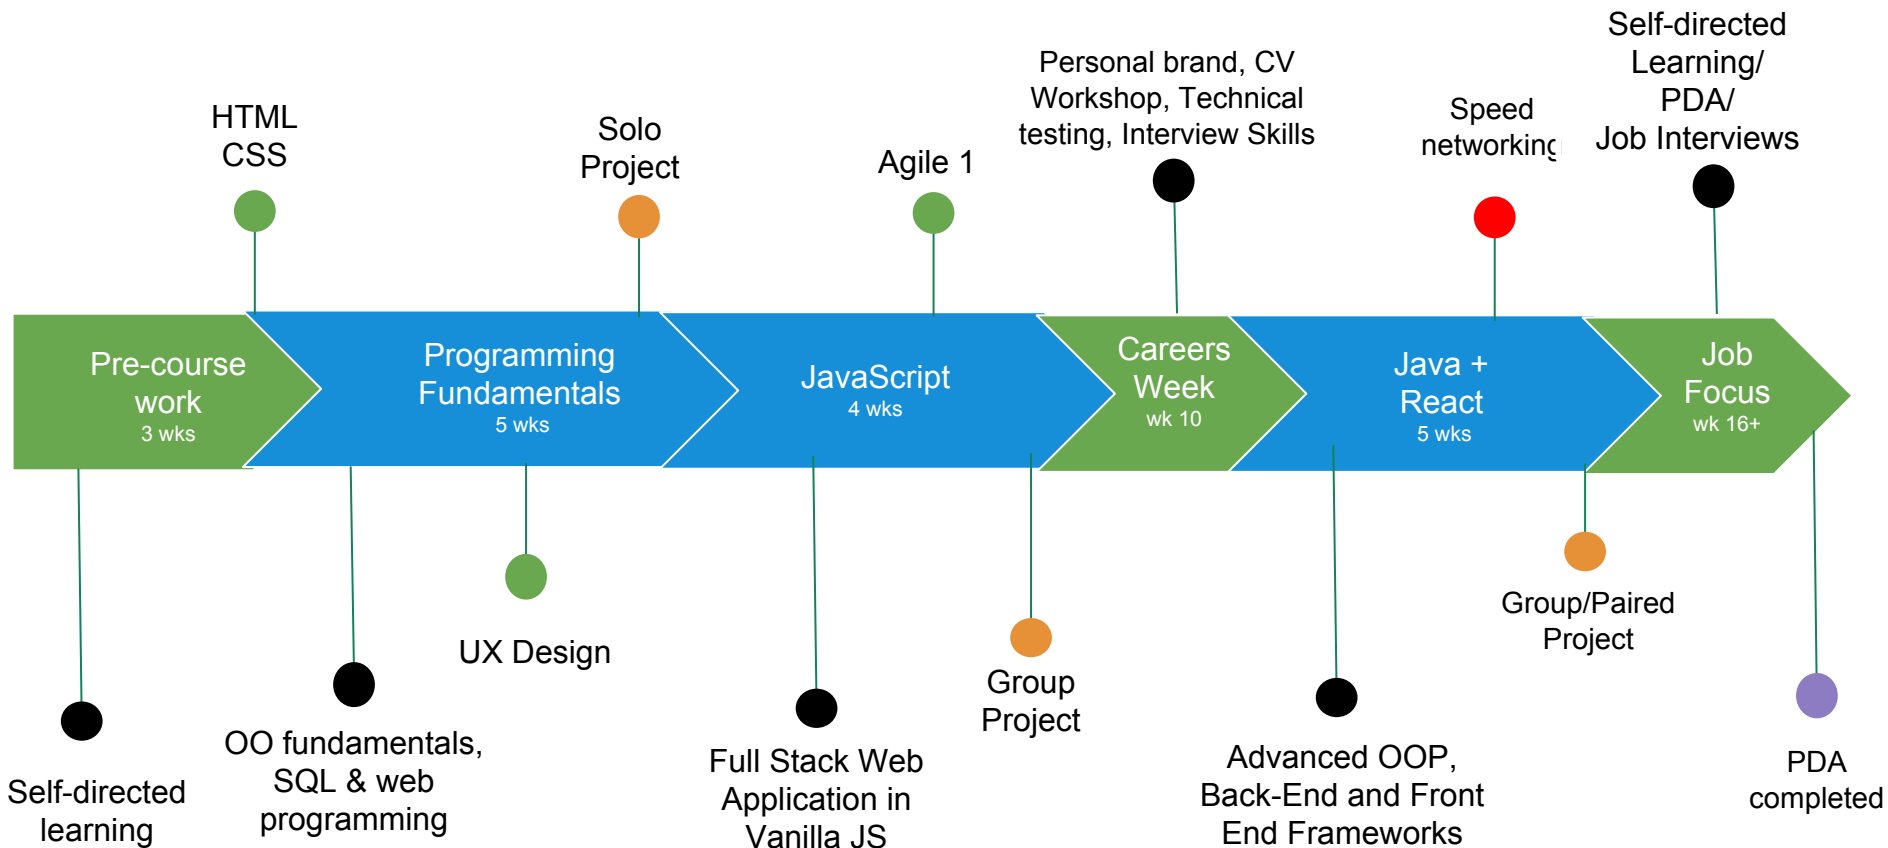 HTML
CSS
Solo
Project
Agile 1
Personal brand, CV
Workshop, Technical
testing, Interview Skills
Speed
networking
Self-directed
Learning/
PDA/
Job Interviews
Pre-course
work
3 wks
Programming
Fundamentals
5 wks
JavaScript
4 wks
Careers
Week
wk 10
Java +
React
5 wks
Job
Focus
wk 16+
Self-directed
learning
OO fundamentals,
SQL & web
programming
UX Design
Full Stack Web
Application in
Vanilla JS
Group
Project
Advanced OOP,
Back-End and Front
End Frameworks
Group/Paired
Project
PDA
completed